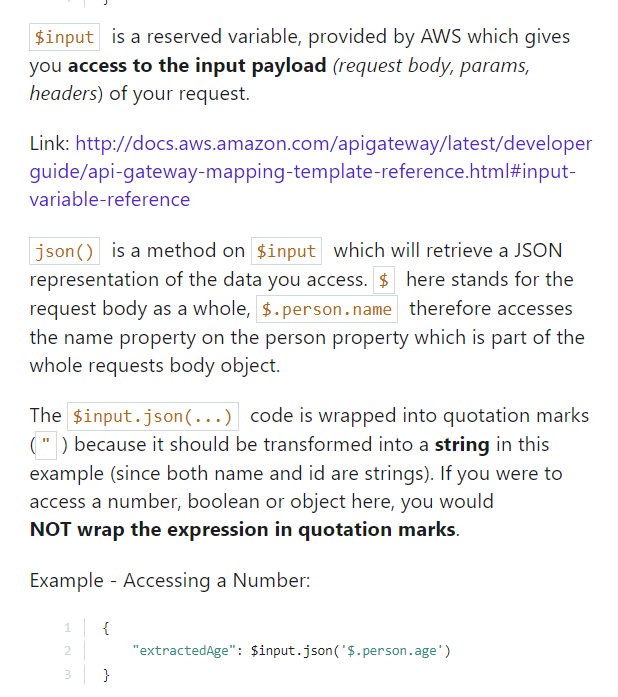 $input is a reserved variable, provided by AWS which gives
you access to the input payload (request body, params,
headers) of your request.
Link: http://docs.aws.amazon.com/apigateway/latest/developer
guide/api-gateway-mapping-template-reference.html#input-
variable-reference
json() is a method on $input which will retrieve a JSON
representation of the data you access. $ here stands for the
request body as a whole, $.person.name therefore accesses
the name property on the person property which is part of the
whole requests body object.
The $input.json(...) code is wrapped into quotation marks
( " ) because it should be transformed into a string in this
example (since both name and id are strings). If you were to
access a number, boolean or object here, you would
NOT wrap the expression in quotation marks.
Example - Accessing a Number:
1 {
2 "extractedAge": $input.json('$.person.age')
3 }